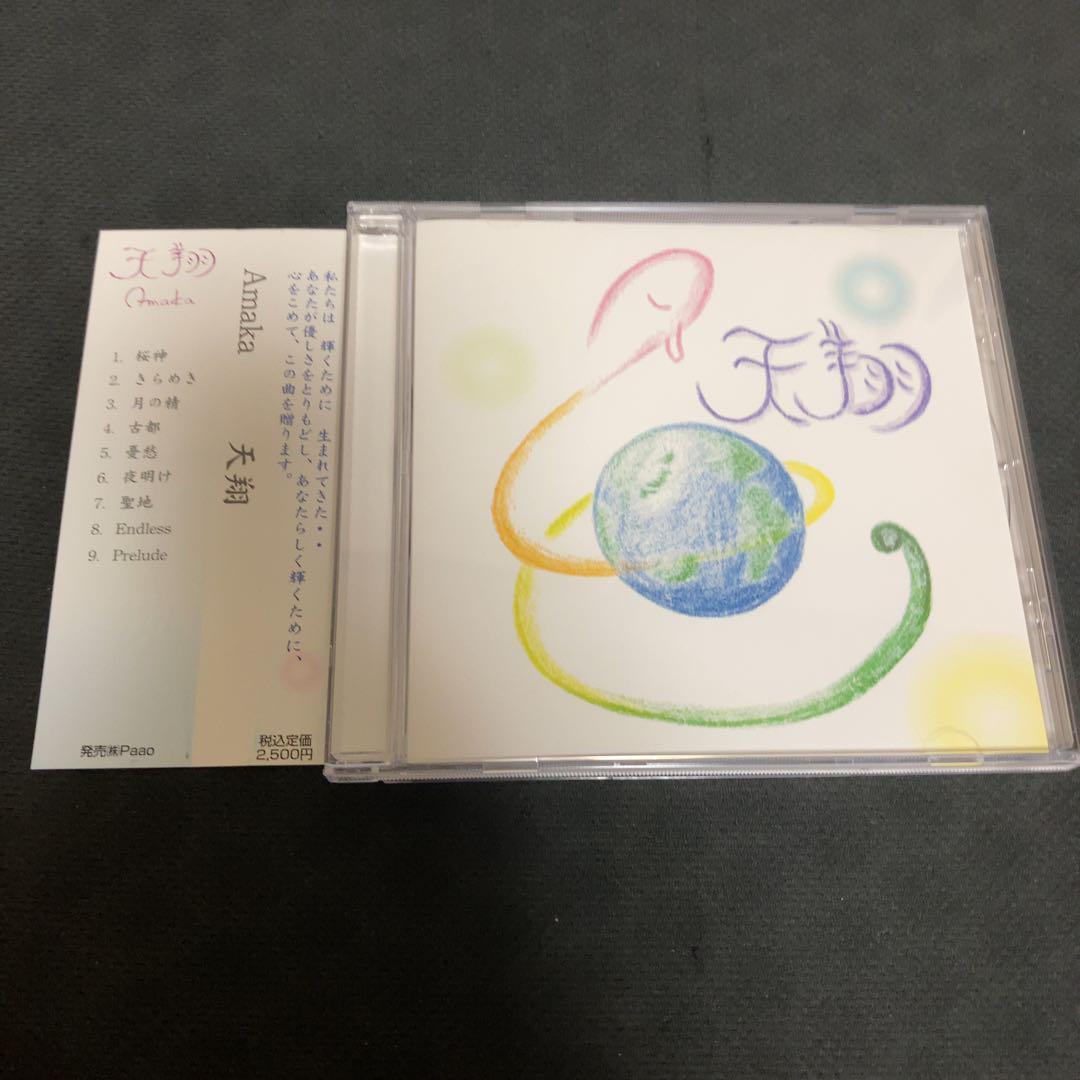 天翔
Amaka
1. 桜神
2. きらめき
3. 月の精
4. 古都
5. 憂愁
6. 夜明け
7. 聖地
8. Endless
9. Prelude
発売㈱Paao
Amaka 天翔
私たちは 輝くために 生まれてきた・・
あなたが優しさをとりもどし、あなたらしく輝くために、
心をこめて、この曲を贈ります。
税込定価
2,500円
天翔